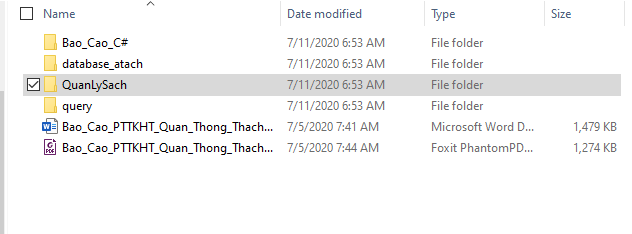 Name Date modified Type Size
Bao_Cao_C# 7/11/2020 6:53 AM File folder
database_atach 7/11/2020 6:53 AM File folder
QuanLySach 7/11/2020 6:53 AM File folder
query 7/11/2020 6:53 AM File folder
Bao_Cao_PTTKHT_Quan_Thong_Thach... 7/5/2020 7:41 AM Microsoft Word D... 1,479 KB
Bao_Cao_PTTKHT_Quan_Thong_Thach... 7/5/2020 7:44 AM Foxit PhantomPD... 1,274 KB